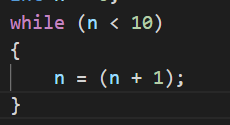 while (n < 10)
{
    n = (n + 1);
}